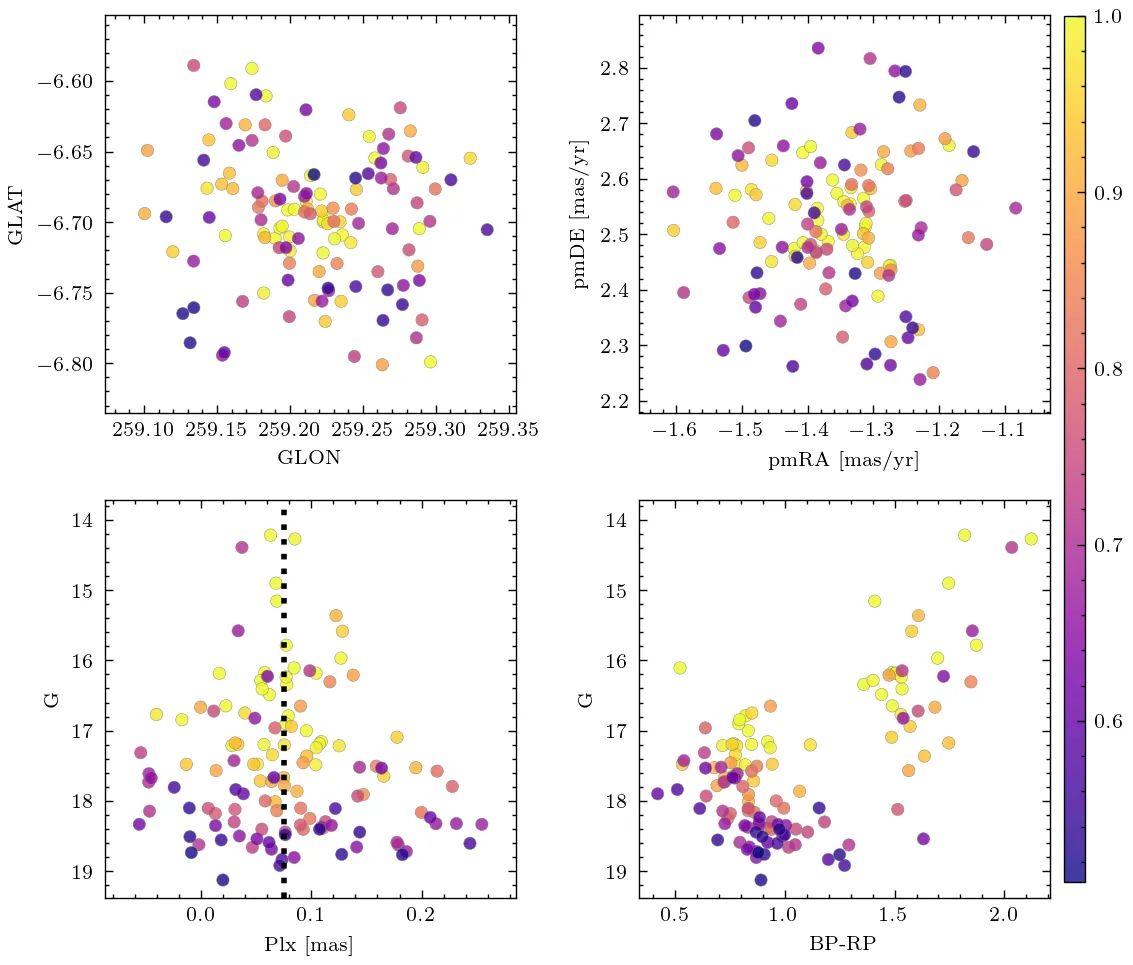 −6.60
−6.65
−6.70
−6.75
−6.80
GLAT
259.10 259.15 259.20 259.25 259.30 259.35
GLON
2.8
2.7
2.6
2.5
2.4
2.3
2.2
pmDE [mas/yr]
−1.6 −1.5 −1.4 −1.3 −1.2 −1.1
pmRA [mas/yr]
1.0
0.9
0.8
0.7
0.6
14
15
16
17
18
19
G
0.0 0.1 0.2
Plx [mas]
14
15
16
17
18
19
G
0.5 1.0 1.5 2.0
BP-RP